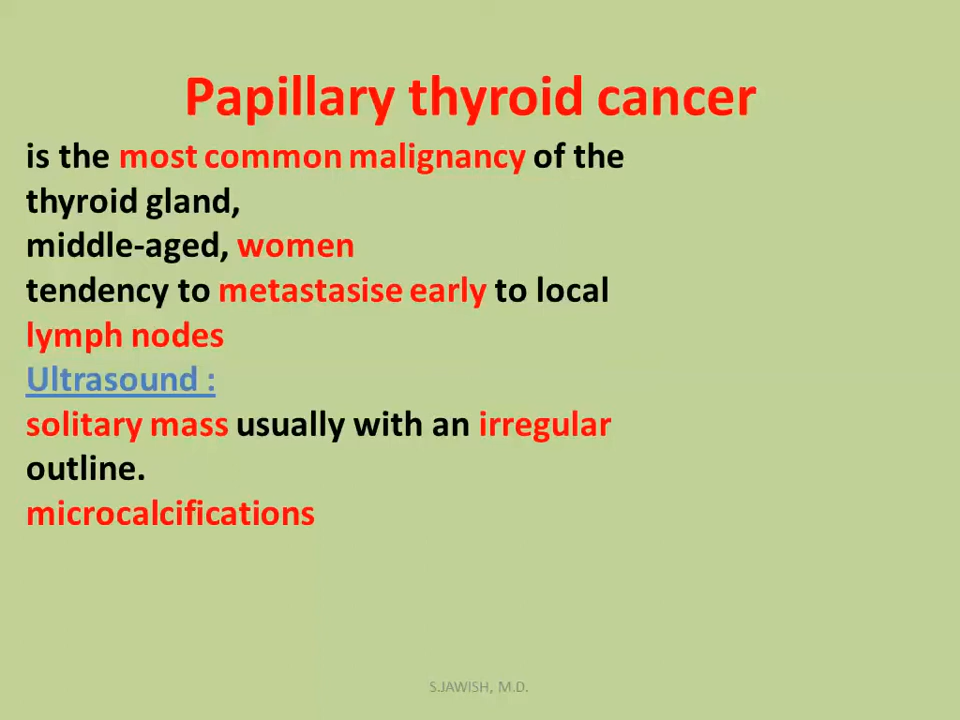 Papillary thyroid cancer
is the most common malignancy of the
thyroid gland,
middle-aged, women
tendency to metastasise early to local
lymph nodes
Ultrasound :
solitary mass usually with an irregular
outline.
microcalcifications
S.JAWISH, M.D.